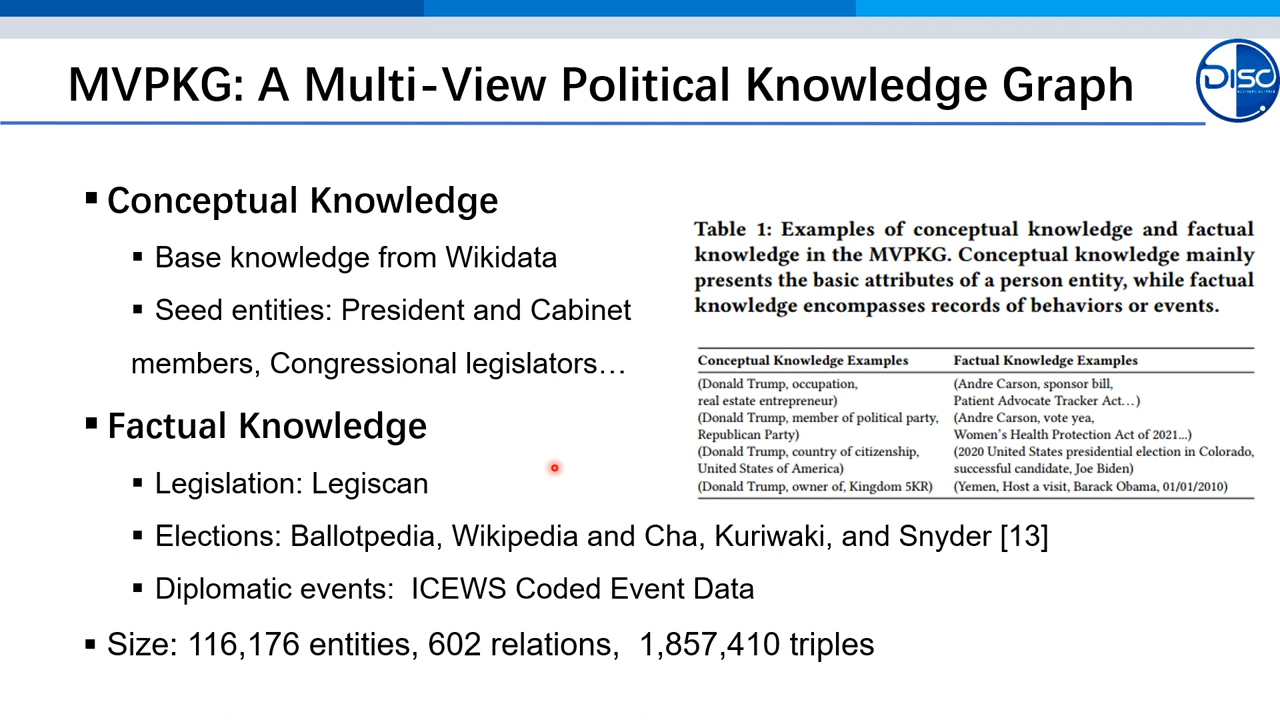 MVPKG: A Multi-View Political Knowledge Graph
DISC
▪ Conceptual Knowledge
▪ Base knowledge from Wikidata
▪ Seed entities: President and Cabinet
members, Congressional legislators…
▪ Factual Knowledge
▪ Legislation: Legiscan
▪ Elections: Ballotpedia, Wikipedia and Cha, Kuriwaki, and Snyder [13]
▪ Diplomatic events:  ICEWS Coded Event Data
▪ Size: 116,176 entities, 602 relations,  1,857,410 triples
Table 1: Examples of conceptual knowledge and factual
knowledge in the MVPKG. Conceptual knowledge mainly
presents the basic attributes of a person entity, while factual
knowledge encompasses records of behaviors or events.
Conceptual Knowledge Examples Factual Knowledge Examples
(Donald Trump, occupation, (Andre Carson, sponsor bill,
real estate entrepreneur) Patient Advocate Tracker Act…)
(Donald Trump, member of political party, (Andre Carson, vote yea,
Republican Party) Women's Health Protection Act of 2021...)
(Donald Trump, country of citizenship, (2020 United States presidential election in Colorado,
United States of America) successful candidate, Joe Biden)
(Donald Trump, owner of, Kingdom 5KR) (Yemen, Host a visit, Barack Obama, 01/01/2010)